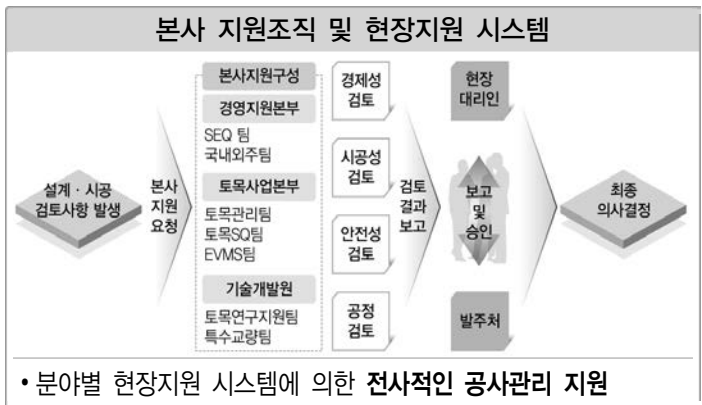 본사 지원조직 및 현장지원 시스템
설계 · 시공
검토사항 발생
본사
지원
요청
본사지원구성
경영지원본부
SEQ 팀
국내외주팀
토목사업본부
토목관리팀
토목SQ팀
EVMS팀
기술개발원
토목연구지원팀
특수교량팀
경제성
검토
시공성
검토
안전성
검토
공정
검토
검토
결과
보고
현장
대리인
보고
및
승인
발주처
최종
의사결정
• 분야별 현장지원 시스템에 의한 전사적인 공사관리 지원